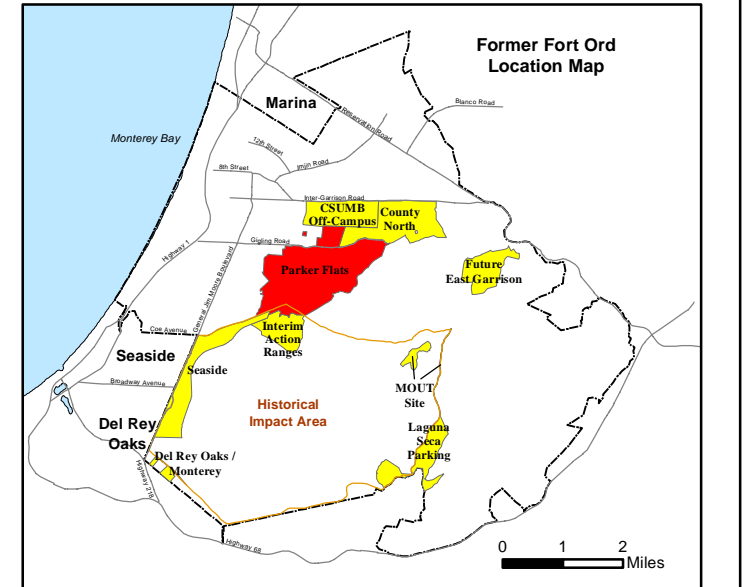 Former Fort Ord
Location Map
Marina
Blanco Road
Reservation Road
Monterey Bay
12th Street
Imjin Road
8th Street
Inter-Garrison Road
CSUMB
Off-Campus
County
North
Gigling Road
Highway 1
General Jim Moore Boulevard
Parker Flats
Future
East Garrison
Coe Avenue
Interim
Action
Ranges
Seaside
Seaside
Broadway Avenue
MOUT
Site
Historical
Impact Area
Del Rey
Oaks
Laguna
Seca
Parking
Del Rey Oaks /
Monterey
Highway 218
Highway 68
0 1 2
Miles